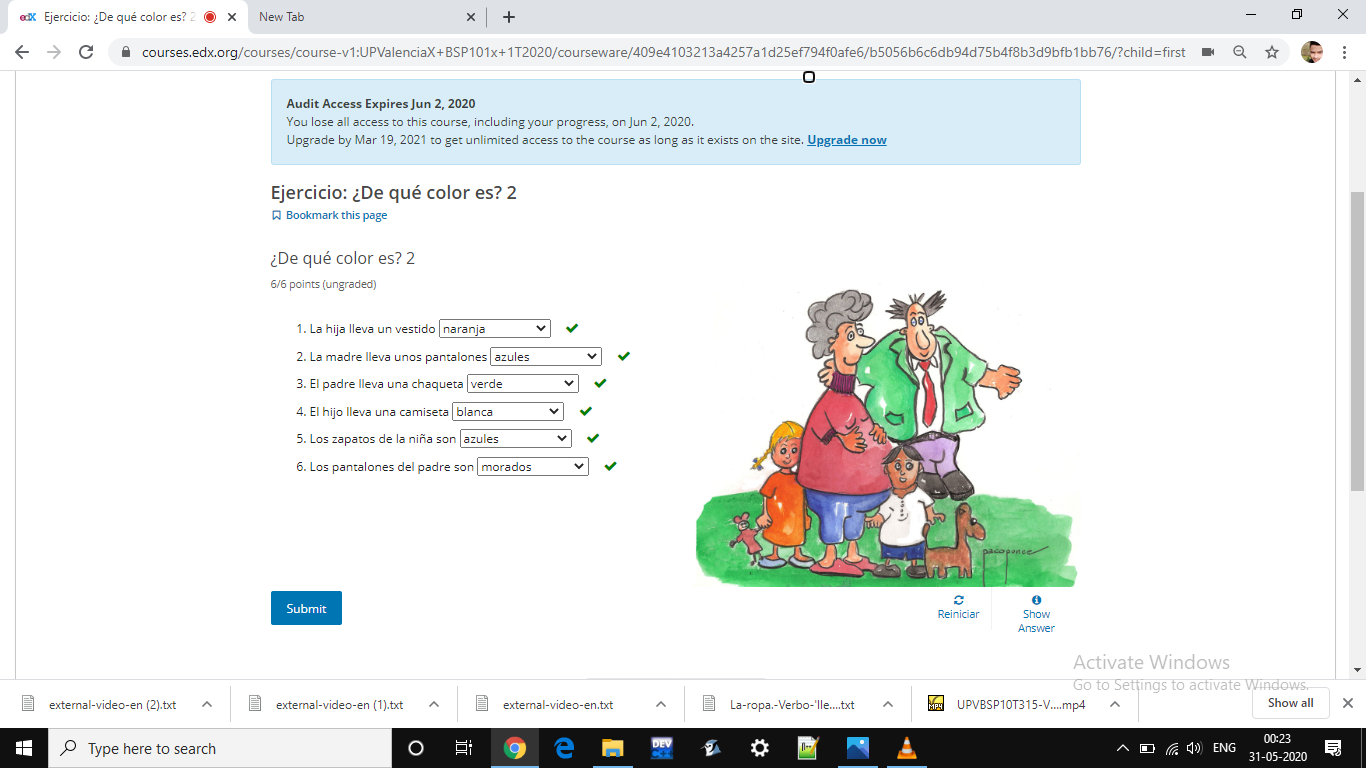 Ejercicio: ¿De qué color es? 2
New Tab
courses.edx.org/courses/course-v1:UPValenciaX+BSP101x+1T2020/courseware/409e4103213a4257a1d25ef794f0afe6/b5056b6c6db94d75b4f8b3d9bfb1bb76/?child=first
Audit Access Expires Jun 2, 2020
You lose all access to this course, including your progress, on Jun 2, 2020.
Upgrade by Mar 19, 2021 to get unlimited access to the course as long as it exists on the site. Upgrade now
Ejercicio: ¿De qué color es? 2
Bookmark this page
¿De qué color es? 2
6/6 points (ungraded)
1. La hija lleva un vestido naranja
2. La madre lleva unos pantalones azules
3. El padre lleva una chaqueta verde
4. El hijo lleva una camiseta blanca
5. Los zapatos de la niña son azules
6. Los pantalones del padre son morados
pacoponce
Submit
Reiniciar
Show
Answer
Activate Windows
Go to Settings to activate Windows.
external-video-en (2).txt
external-video-en (1).txt
external-video-en.txt
La-ropa.-Verbo-'lle....txt
UPVBSP10T315-V....mp4
Show all
Type here to search
DEV
ENG
00:23
31-05-2020